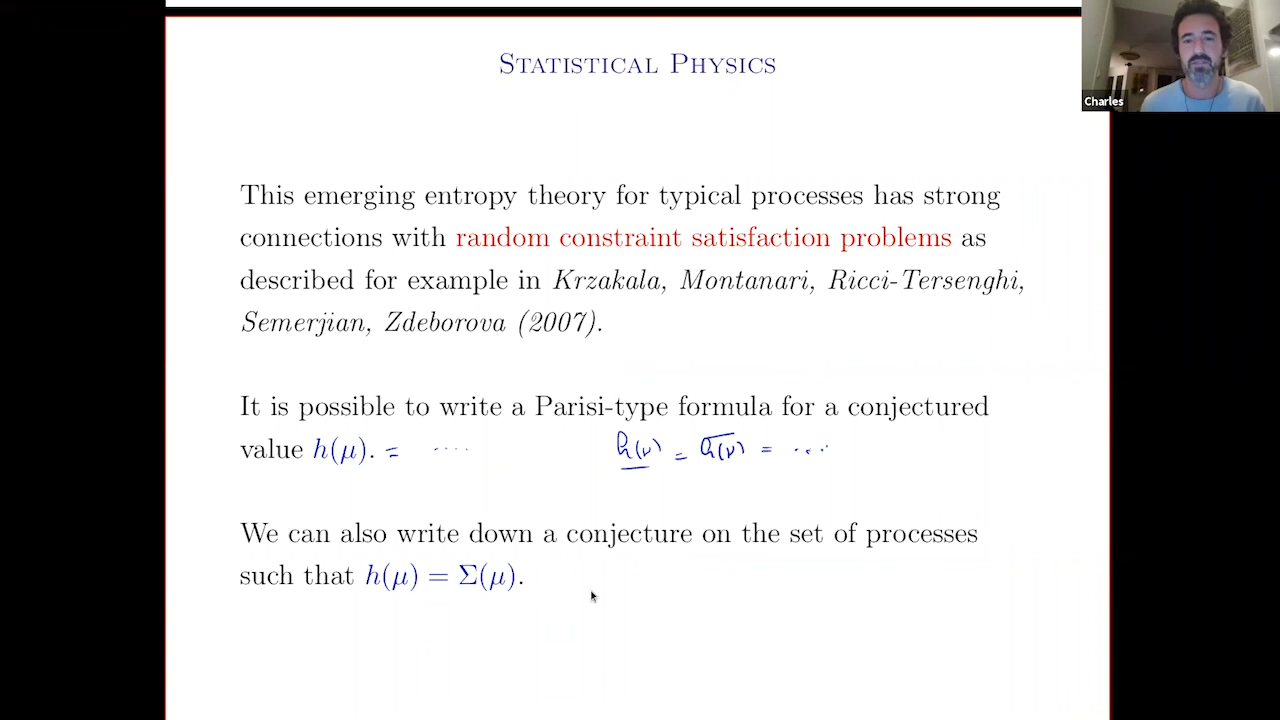 STATISTICAL PHYSICS
Charles
This emerging entropy theory for typical processes has strong
connections with random constraint satisfaction problems as
described for example in Krzakala, Montanari, Ricci-Tersenghi,
Semerjian, Zdeborova (2007).
It is possible to write a Parisi-type formula for a conjectured
value h(μ). = .... h(μ) = h̅(μ) = ....
We can also write down a conjecture on the set of processes
such that h(μ) = Σ(μ).